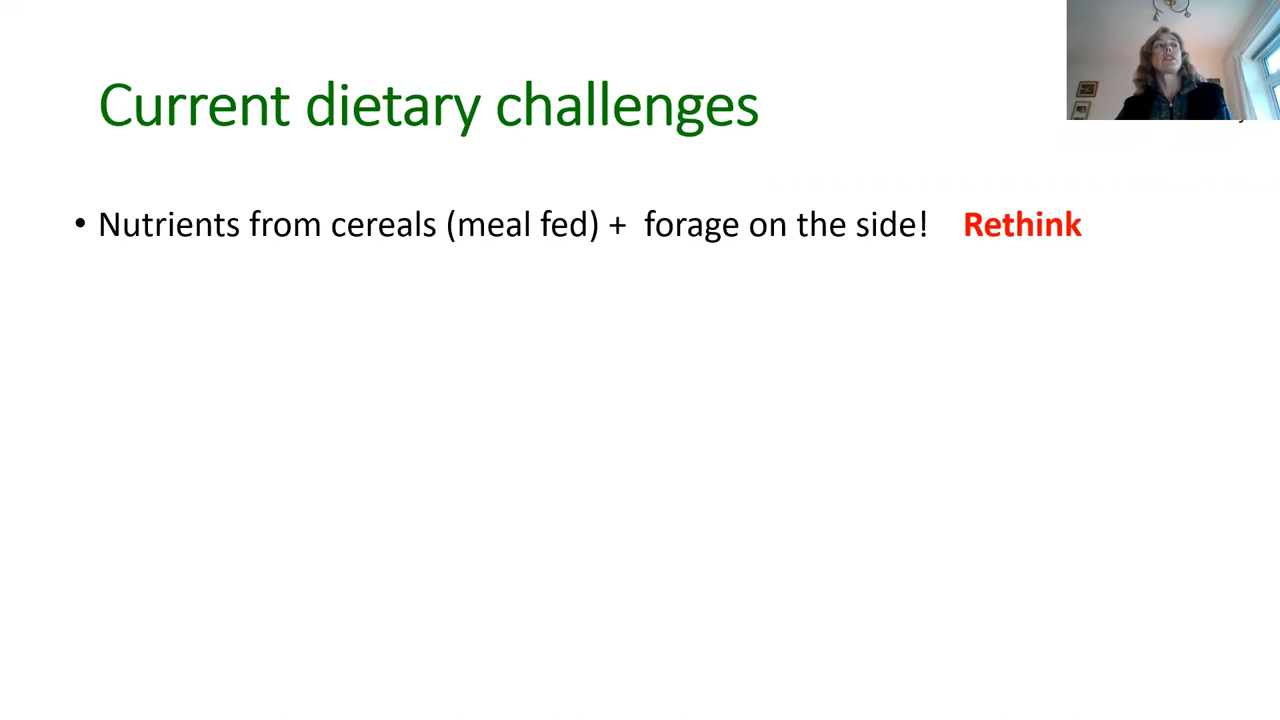 Current dietary challenges
• Nutrients from cereals (meal fed) + forage on the side! Rethink